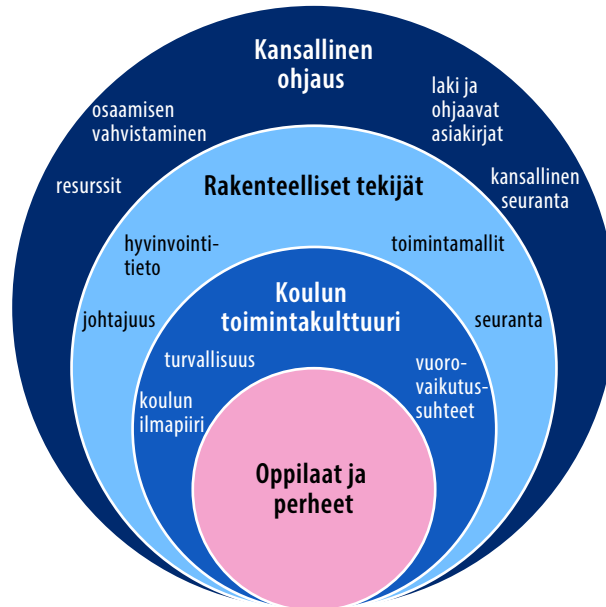 Kansallinen
ohjaus
osaamisen
vahvistaminen
laki ja
ohjaavat
asiakirjat
resurssit
kansallinen
seuranta
Rakenteelliset tekijät
hyvinvointi-
tieto
toimintamallit
johtajuus
seuranta
Koulun
toimintakulttuuri
turvallisuus
koulun
ilmapiiri
vuoro-
vaikutus-
suhteet
Oppilaat ja
perheet